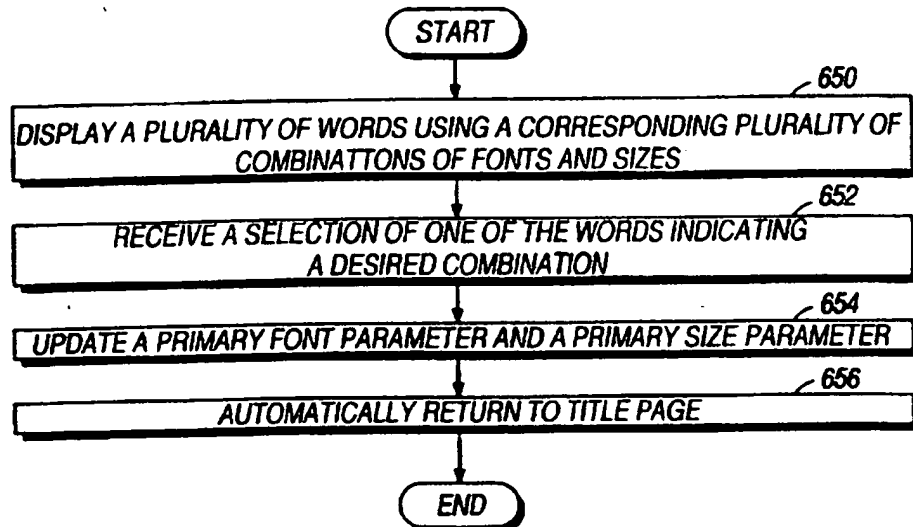 START
650
DISPLAY A PLURALITY OF WORDS USING A CORRESPONDING PLURALITY OF
COMBINATTONS OF FONTS AND SIZES
652
RECEIVE A SELECTION OF ONE OF THE WORDS INDICATING
A DESIRED COMBINATION
654
UPDATE A PRIMARY FONT PARAMETER AND A PRIMARY SIZE PARAMETER
656
AUTOMATICALLY RETURN TO TITLE PAGE
END